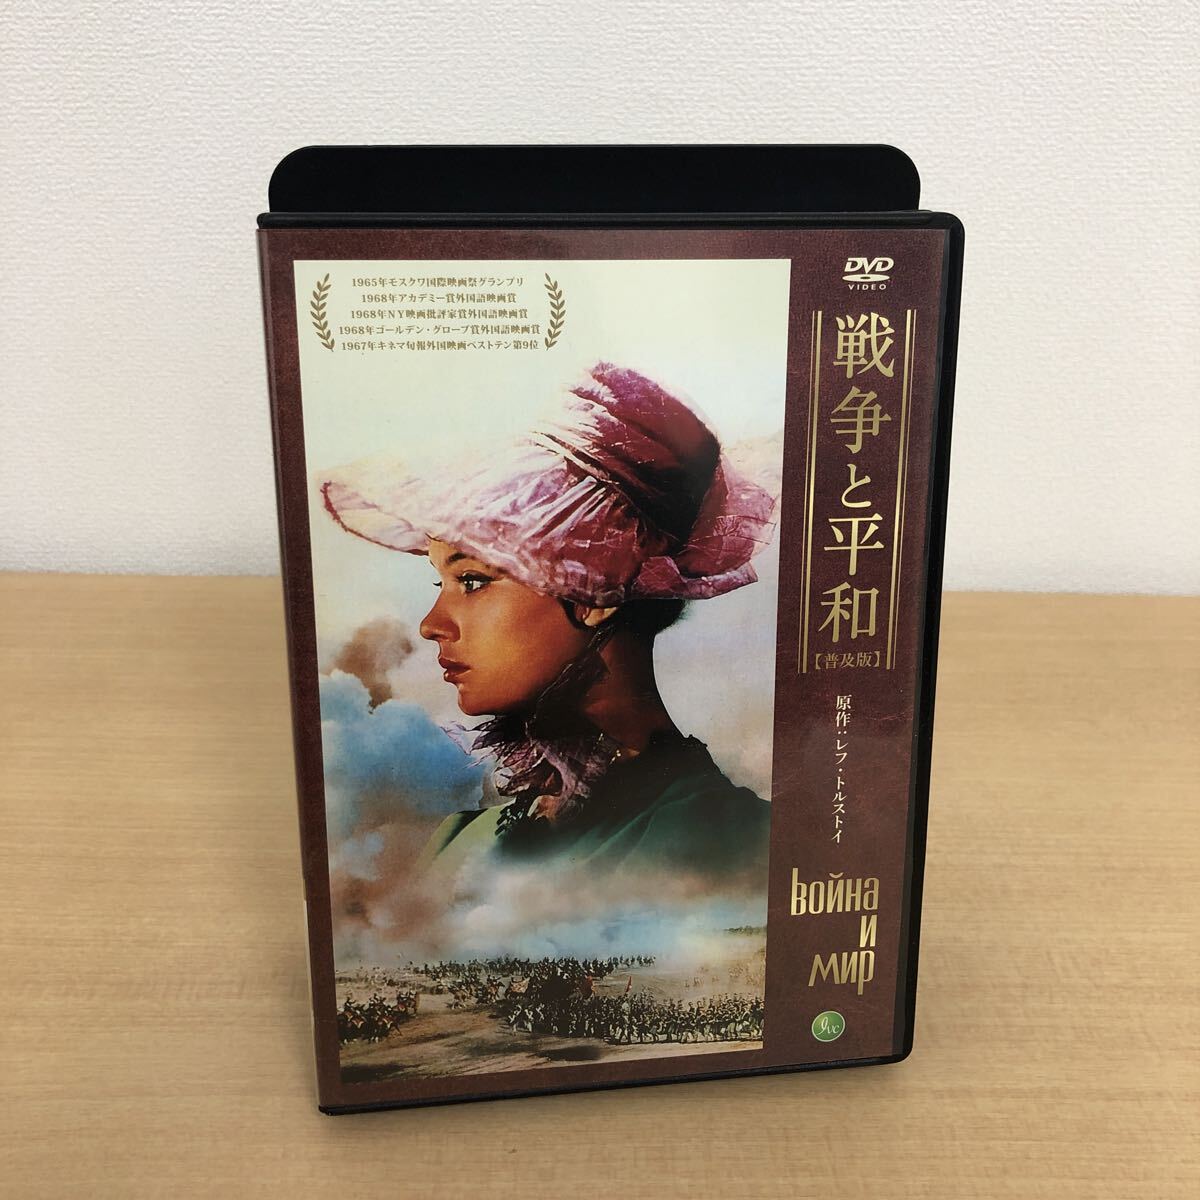 1965年モスクワ国際映画祭グランプリ
1968年アカデミー賞外国語映画賞
1968年NY映画批評家賞外国語映画賞
1968年ゴールデン・グローブ賞外国語映画賞
1967年キネマ旬報外国映画ベストテン第9位
DVD
VIDEO
戦争と平和
【普及版】
原作：レフ・トルストイ
война
и
мир
IVC